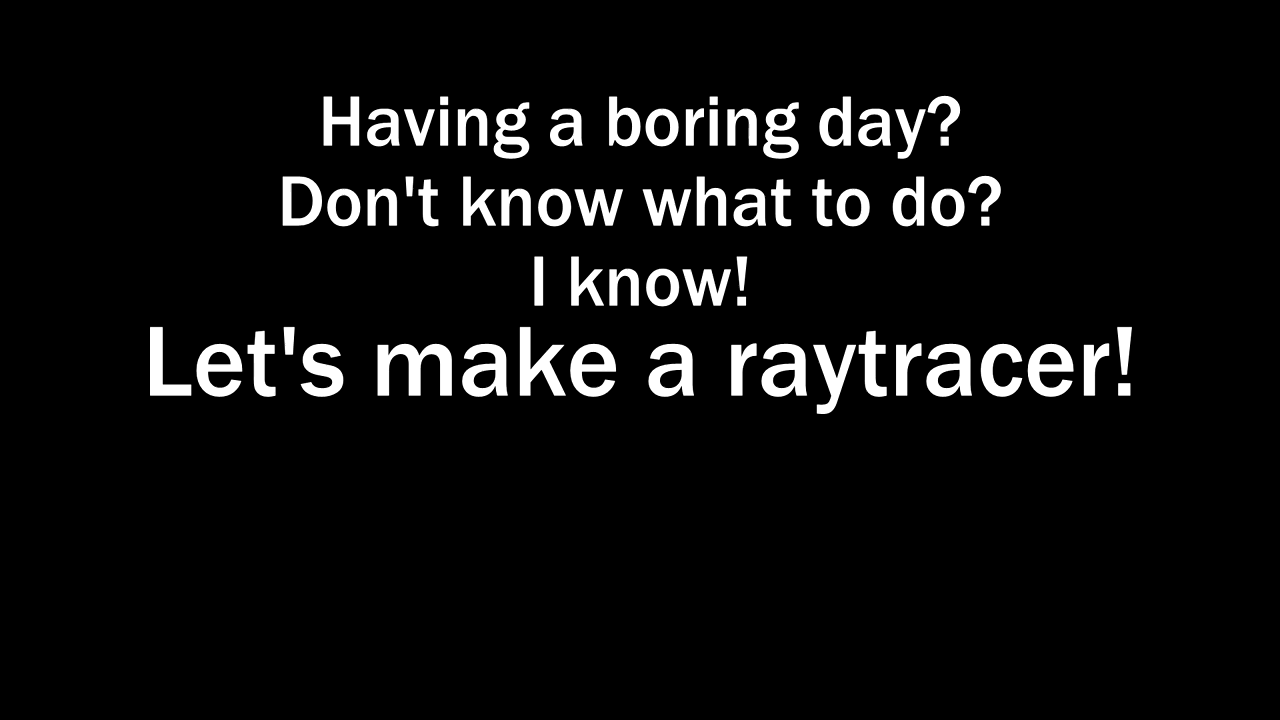 Having a boring day?
Don't know what to do?
I know!
Let's make a raytracer!